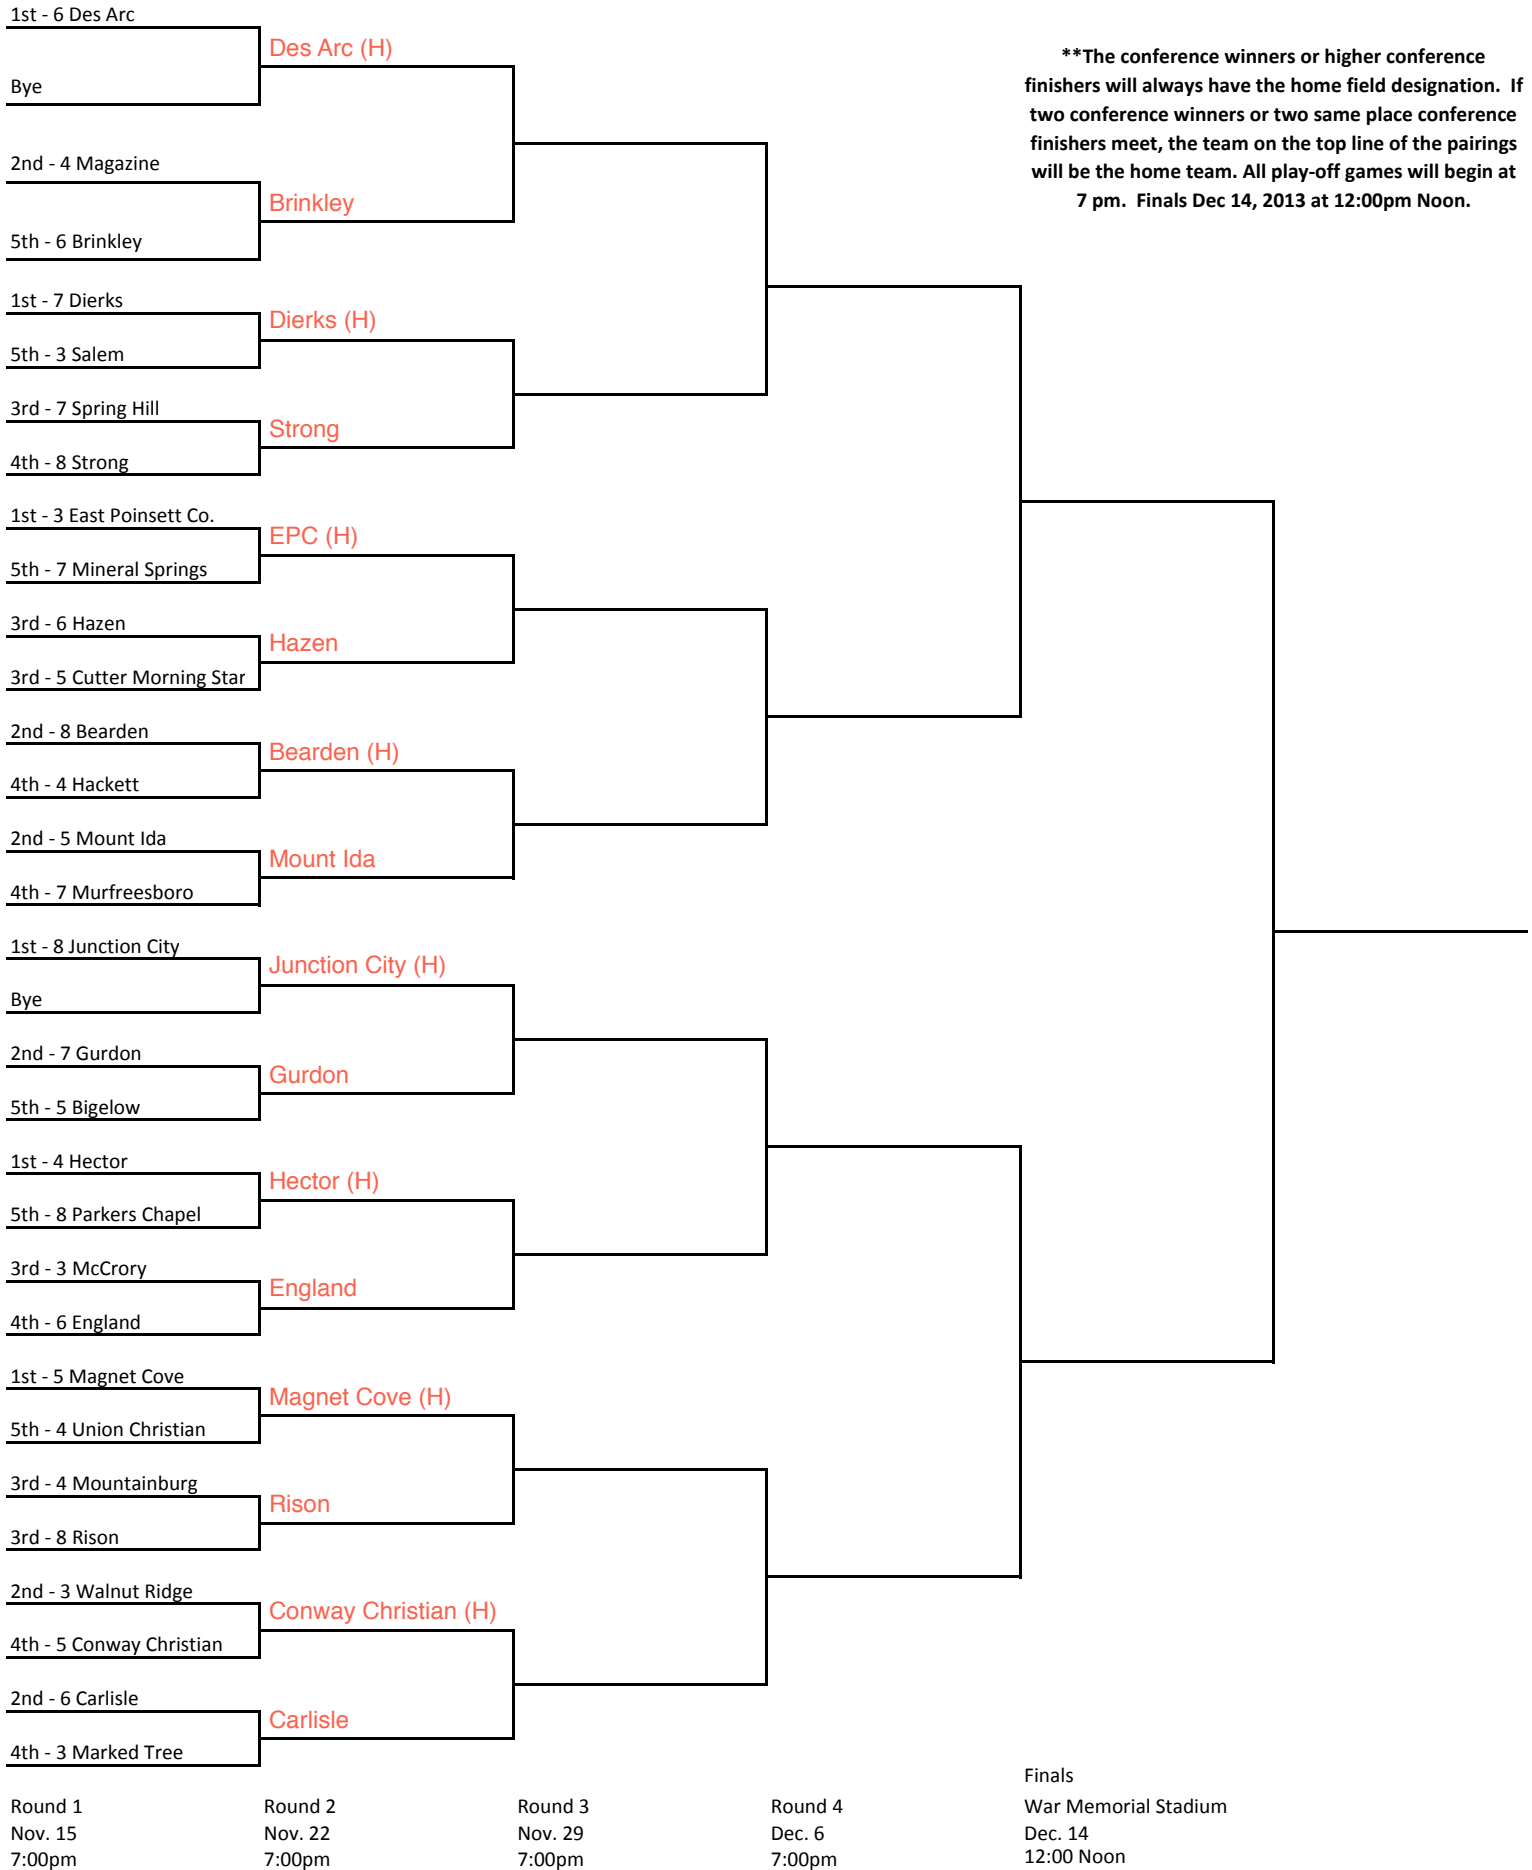 1st - 6 Des Arc
Des Arc (H)
Bye
2nd - 4 Magazine
Brinkley
5th - 6 Brinkley
1st - 7 Dierks
Dierks (H)
5th - 3 Salem
3rd - 7 Spring Hill
Strong
4th - 8 Strong
1st - 3 East Poinsett Co.
EPC (H)
5th - 7 Mineral Springs
3rd - 6 Hazen
Hazen
3rd - 5 Cutter Morning Star
2nd - 8 Bearden
Bearden (H)
4th - 4 Hackett
2nd - 5 Mount Ida
Mount Ida
4th - 7 Murfreesboro
1st - 8 Junction City
Junction City (H)
Bye
2nd - 7 Gurdon
Gurdon
5th - 5 Bigelow
1st - 4 Hector
Hector (H)
5th - 8 Parkers Chapel
3rd - 3 McCrory
England
4th - 6 England
1st - 5 Magnet Cove
Magnet Cove (H)
5th - 4 Union Christian
3rd - 4 Mountainburg
Rison
3rd - 8 Rison
2nd - 3 Walnut Ridge
Conway Christian (H)
4th - 5 Conway Christian
2nd - 6 Carlisle
Carlisle
4th - 3 Marked Tree
**The conference winners or higher conference
finishers will always have the home field designation. If
two conference winners or two same place conference
finishers meet, the team on the top line of the pairings
will be the home team. All play-off games will begin at
7 pm. Finals Dec 14, 2013 at 12:00pm Noon.
Round 1
Nov. 15
7:00pm
Round 2
Nov. 22
7:00pm
Round 3
Nov. 29
7:00pm
Round 4
Dec. 6
7:00pm
Finals
War Memorial Stadium
Dec. 14
12:00 Noon